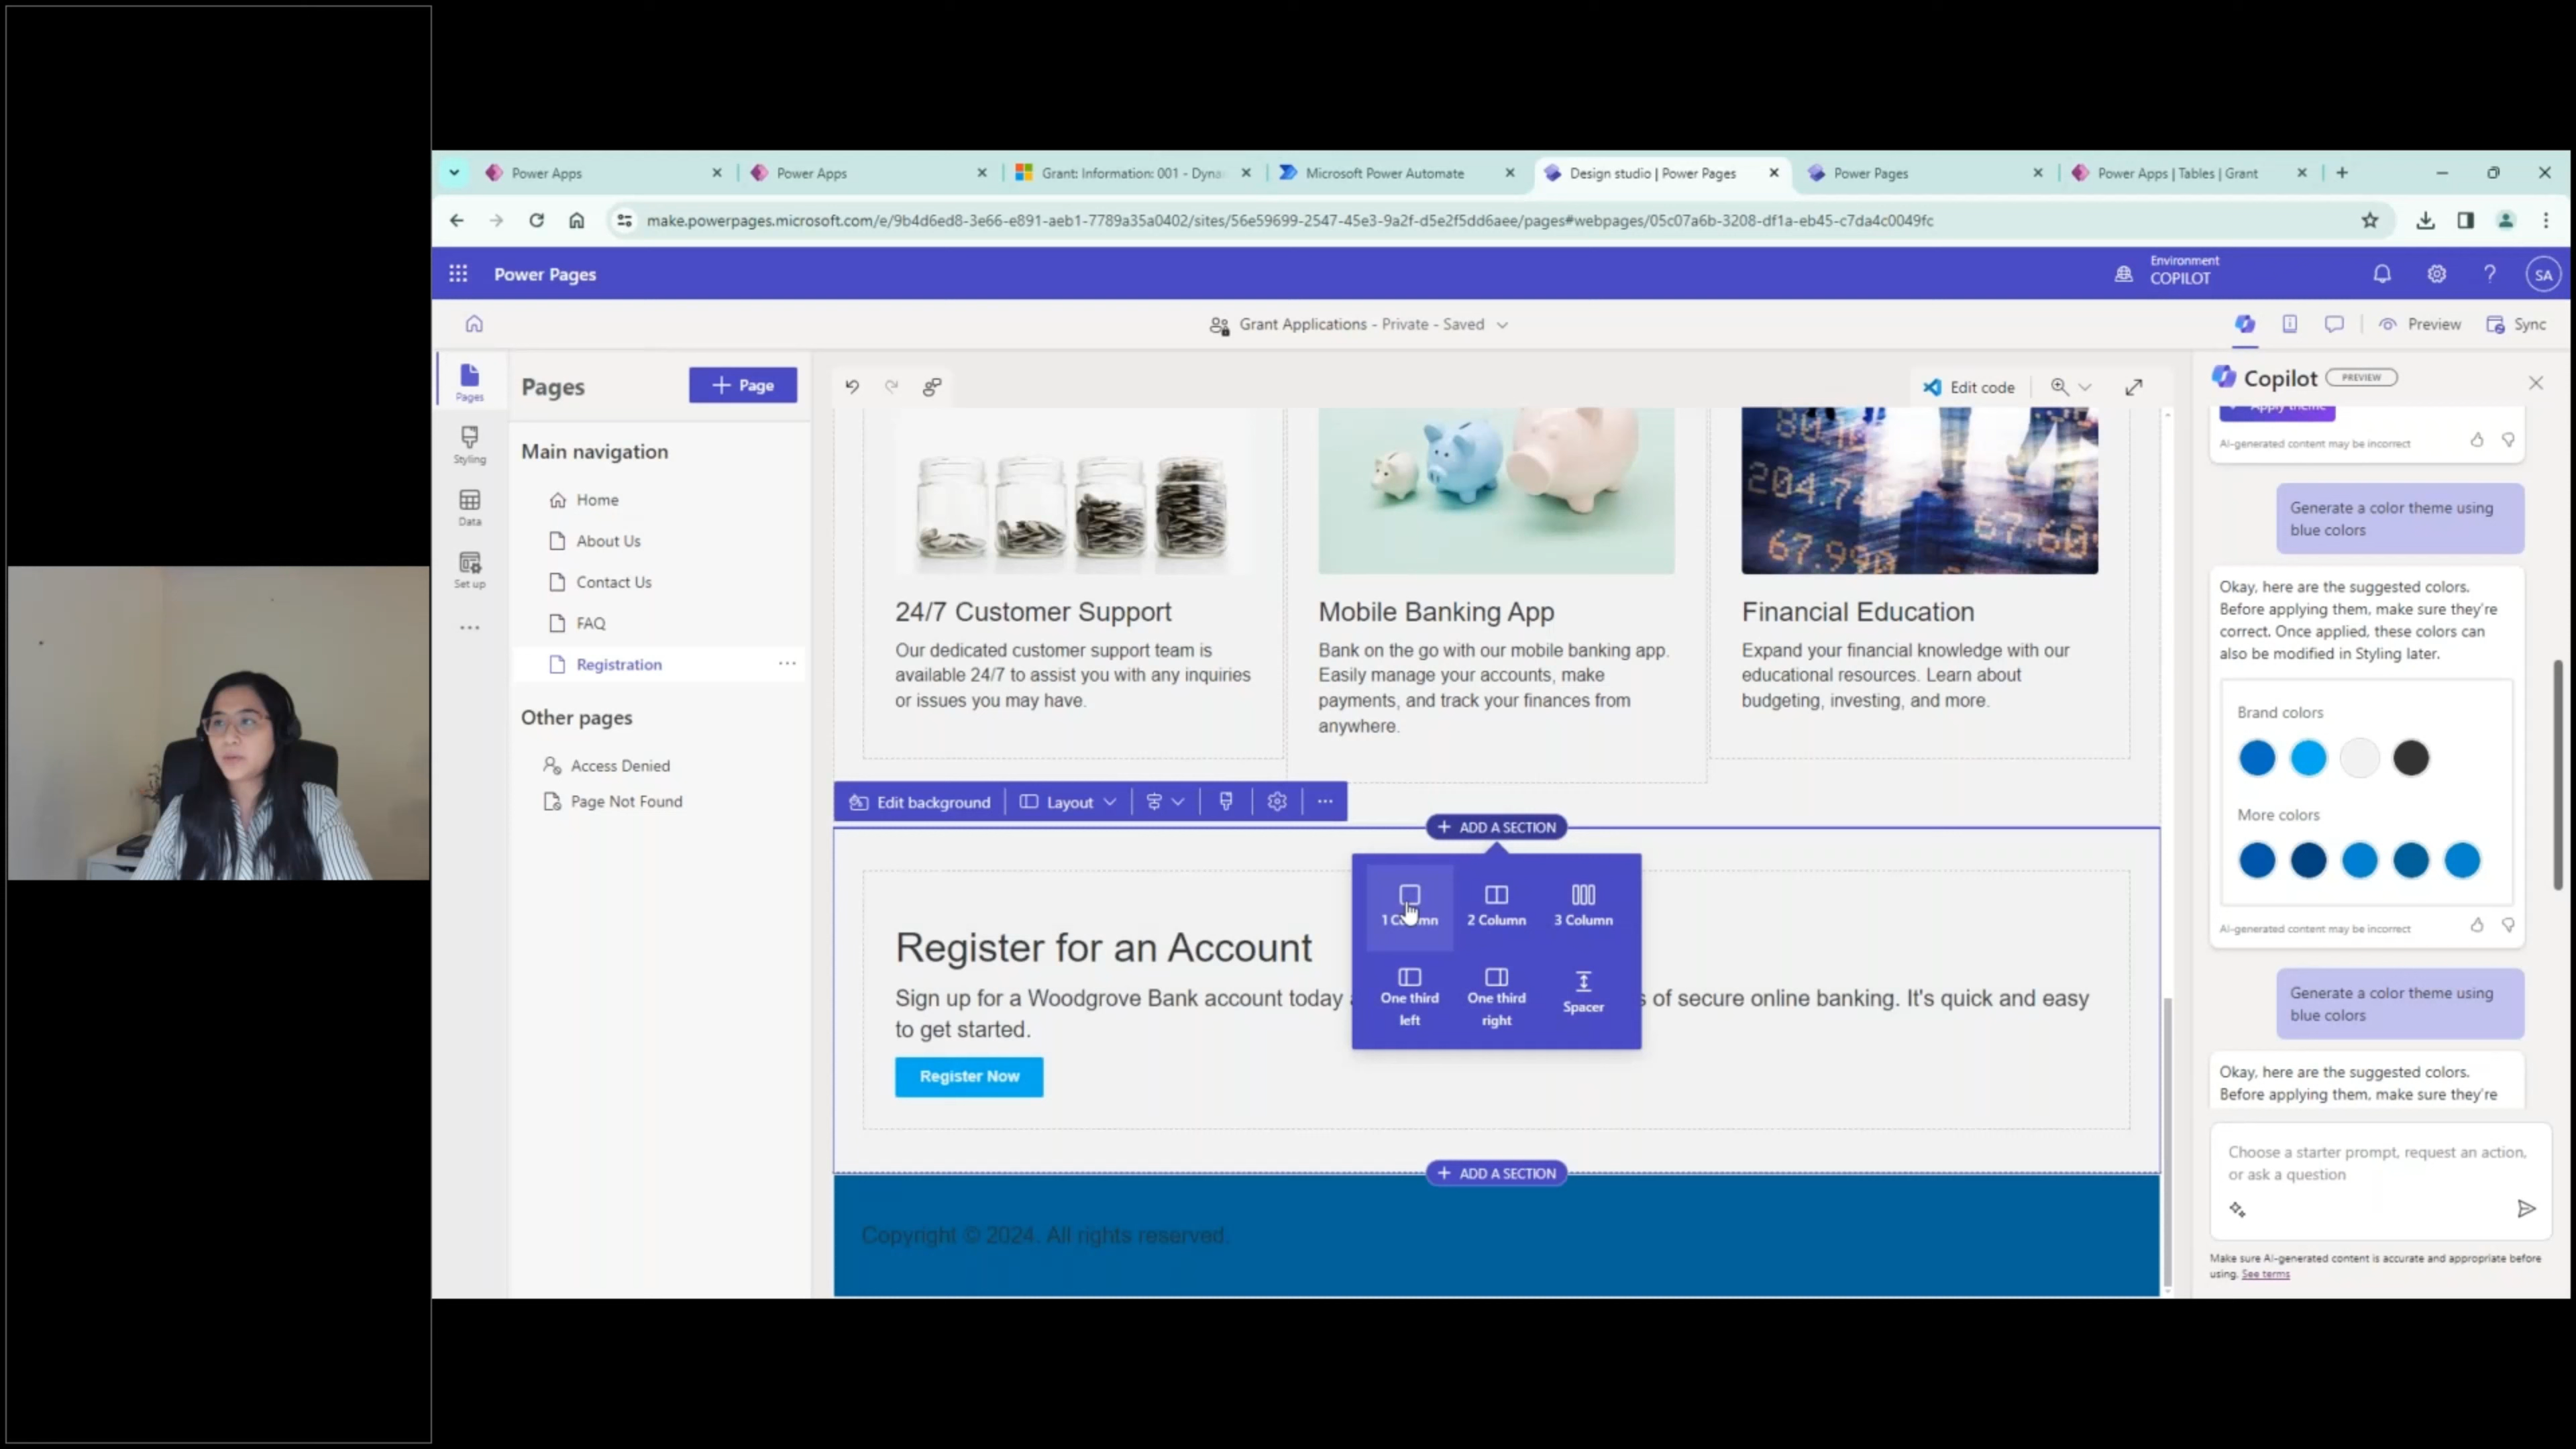 Power Apps
Power Apps
Grant: Information: 001 - Dyna
Microsoft Power Automate
Design studio | Power Pages
Power Pages
Power Apps | Tables | Grant
make.powerpages.microsoft.com/e/9b4d6ed8-3e66-e891-aeb1-7789a35a0402/sites/56e59699-2547-45e3-9a2f-d5e2f5dd6aee/pages#webpages/05c07a6b-3208-df1a-eb45-c7da4c0049fc
Power Pages
Environment
COPILOT
SA
Grant Applications - Private - Saved
Preview
Sync
Pages
Styling
Data
Set up
Pages
+ Page
Main navigation
Home
About Us
Contact Us
FAQ
Registration
Other pages
Access Denied
Page Not Found
Edit code
24/7 Customer Support
Our dedicated customer support team is
available 24/7 to assist you with any inquiries
or issues you may have.
Mobile Banking App
Bank on the go with our mobile banking app.
Easily manage your accounts, make
payments, and track your finances from
anywhere.
Financial Education
Expand your financial knowledge with our
educational resources. Learn about
budgeting, investing, and more.
Edit background
Layout
+ ADD A SECTION
1 Column
2 Column
3 Column
One third
left
One third
right
Spacer
Register for an Account
Sign up for a Woodgrove Bank account today s of secure online banking. It's quick and easy
to get started.
Register Now
+ ADD A SECTION
Copyright © 2024. All rights reserved.
Copilot
PREVIEW
Apply theme
AI-generated content may be incorrect
Generate a color theme using
blue colors
Okay, here are the suggested colors.
Before applying them, make sure they're
correct. Once applied, these colors can
also be modified in Styling later.
Brand colors
More colors
AI-generated content may be incorrect
Generate a color theme using
blue colors
Okay, here are the suggested colors.
Before applying them, make sure they're
Choose a starter prompt, request an action,
or ask a question
Make sure AI-generated content is accurate and appropriate before
using. See terms